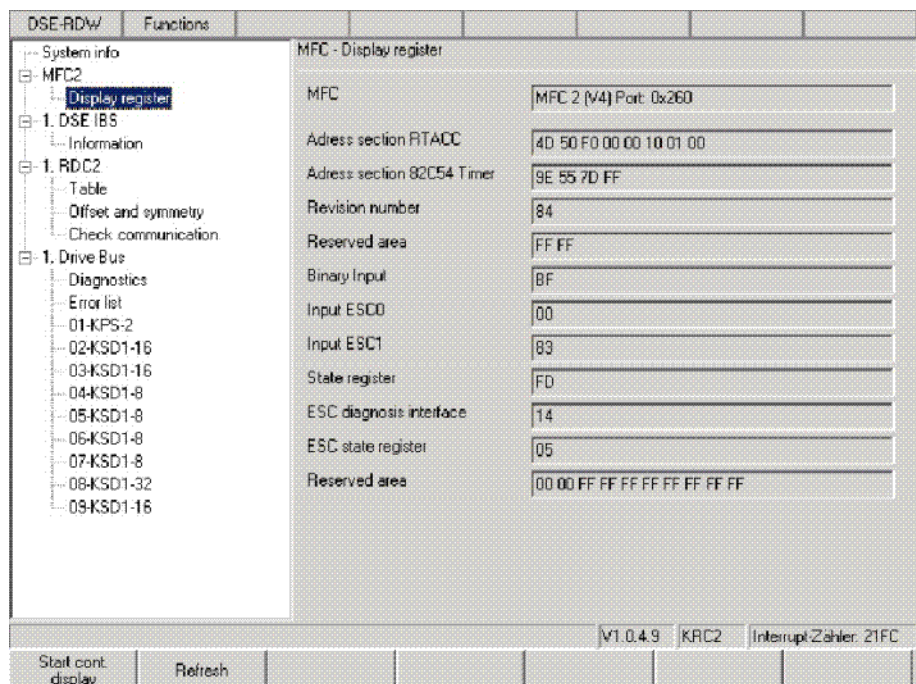 DSE-RDW Functions
System info
MFC2
Display register
1. DSE IBS
Information
1. RDC2
Table
Offset and symmetry
Check communication
1. Drive Bus
Diagnostics
Error list
01-KPS-2
02-KSD1-16
03-KSD1-16
04-KSD1-8
05-KSD1-8
06-KSD1-8
07-KSD1-8
08-KSD1-32
09-KSD1-16
MFC - Display register
MFC MFC 2 (V4) Port: 0x260
Adress section RTACC 4D 50 F0 00 00 10 01 00
Adress section 82C54 Timer 9E 55 7D FF
Revision number 84
Reserved area FF FF
Binary Input BF
Input ESC0 00
Input ESC1 83
State register FD
ESC diagnosis interface 14
ESC state register 05
Reserved area 00 00 FF FF FF FF FF FF FF FF
V1.0.4.9 KRC2 Interrupt-Zähler: 21FC
Start cont. display
Refresh